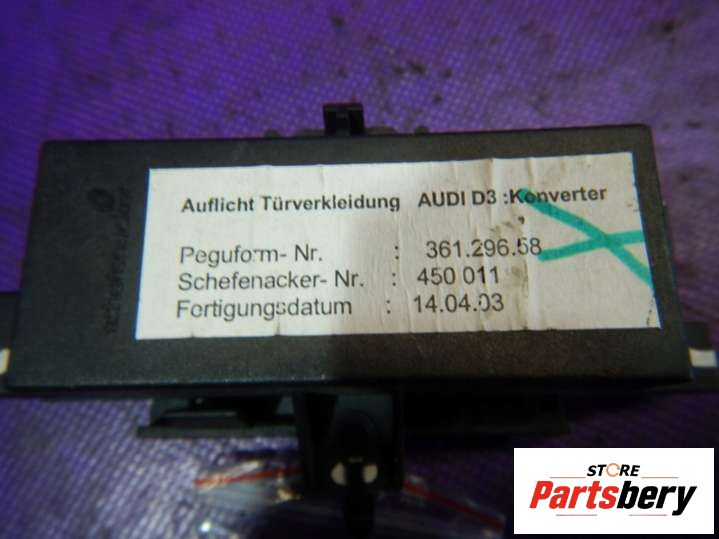 Auflicht Türverkleidung AUDI D3 :Konverter
Peguform- Nr. : 361.296.58
Schefenacker- Nr. : 450 011
Fertigungsdatum : 14.04.03
STORE
Partsbery